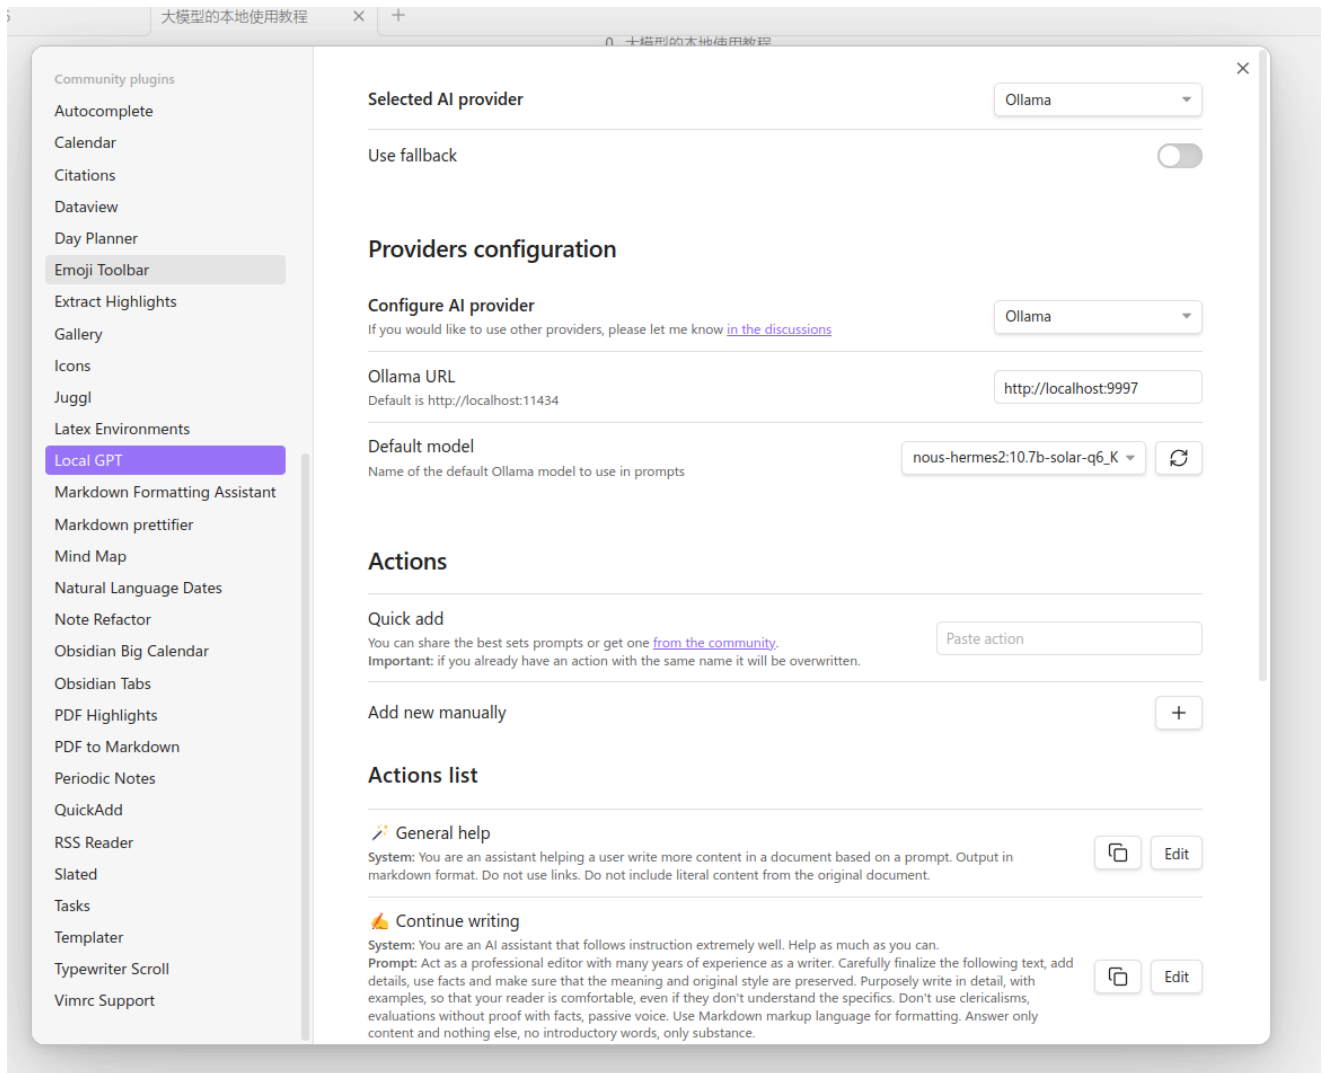 大模型的本地使用教程
0_大模型的本地使用教程
Community plugins
Autocomplete
Calendar
Citations
Dataview
Day Planner
Emoji Toolbar
Extract Highlights
Gallery
Icons
Juggl
Latex Environments
Local GPT
Markdown Formatting Assistant
Markdown prettifier
Mind Map
Natural Language Dates
Note Refactor
Obsidian Big Calendar
Obsidian Tabs
PDF Highlights
PDF to Markdown
Periodic Notes
QuickAdd
RSS Reader
Slated
Tasks
Templater
Typewriter Scroll
Vimrc Support
Selected AI provider
Ollama
Use fallback
Providers configuration
Configure AI provider
If you would like to use other providers, please let me know in the discussions
Ollama
Ollama URL
Default is http://localhost:11434
http://localhost:9997
Default model
Name of the default Ollama model to use in prompts
nous-hermes2:10.7b-solar-q6_K
Actions
Quick add
You can share the best sets prompts or get one from the community.
Important: if you already have an action with the same name it will be overwritten.
Paste action
Add new manually
Actions list
🪄 General help
System: You are an assistant helping a user write more content in a document based on a prompt. Output in
markdown format. Do not use links. Do not include literal content from the original document.
Edit
✍️ Continue writing
System: You are an AI assistant that follows instruction extremely well. Help as much as you can.
Prompt: Act as a professional editor with many years of experience as a writer. Carefully finalize the following text, add
details, use facts and make sure that the meaning and original style are preserved. Purposely write in detail, with
examples, so that your reader is comfortable, even if they don't understand the specifics. Don't use clericalisms,
evaluations without proof with facts, passive voice. Use Markdown markup language for formatting. Answer only
content and nothing else, no introductory words, only substance.
Edit